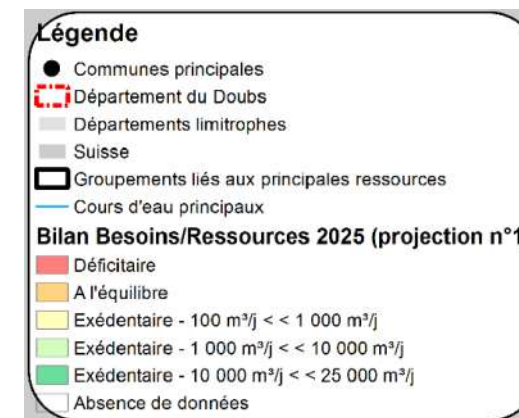 Légende
Communes principales
Département du Doubs
Départements limitrophes
Suisse
Groupements liés aux principales ressources
Cours d'eau principaux
Bilan Besoins/Ressources 2025 (projection n°1
Déficitaire
A l'équilibre
Exédentaire - 100 m³/j < < 1 000 m³/j
Exédentaire - 1 000 m³/j < < 10 000 m³/j
Exédentaire - 10 000 m³/j < < 25 000 m³/j
Absence de données